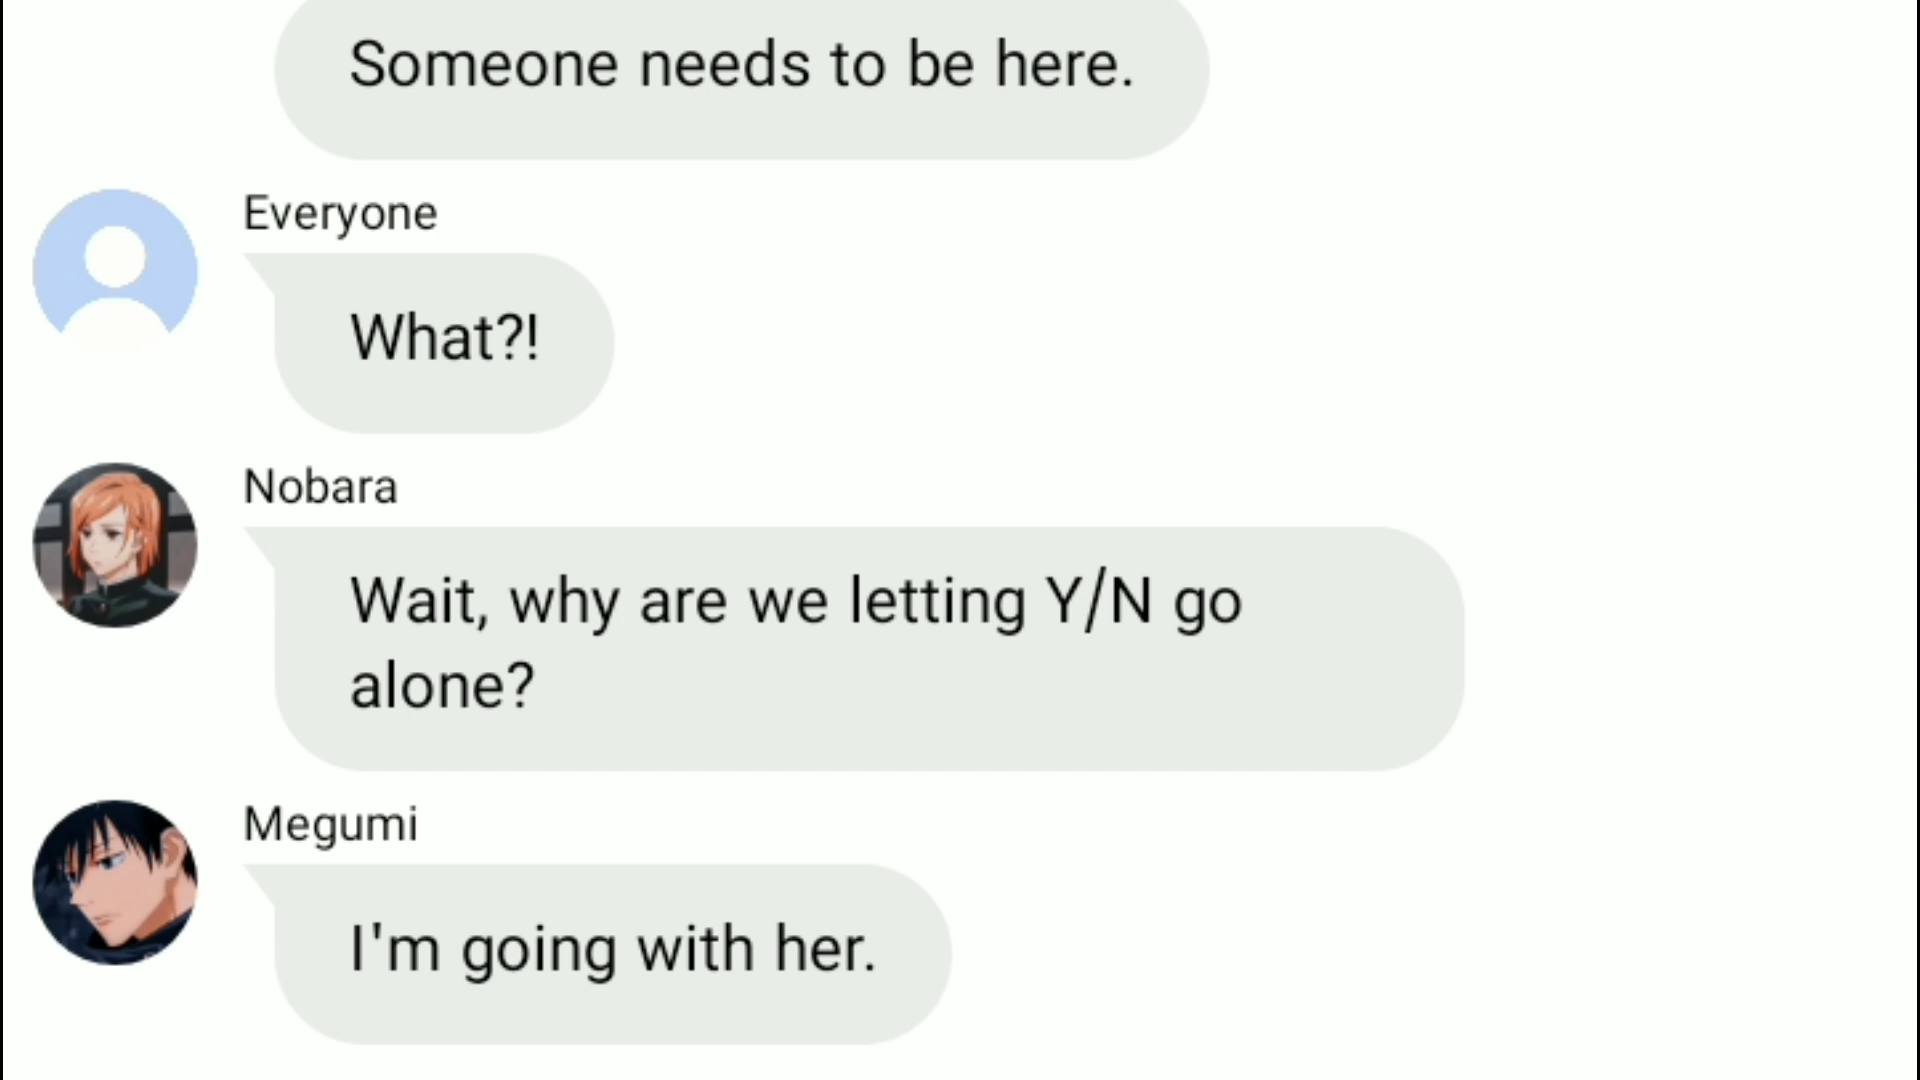 Someone needs to be here.
Everyone
What?!
Nobara
Wait, why are we letting Y/N go
alone?
Megumi
I'm going with her.